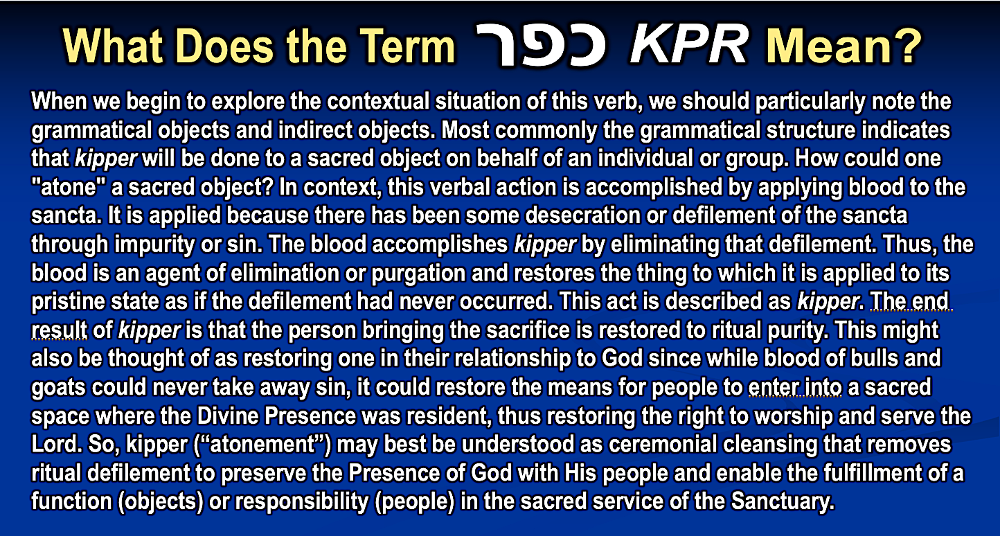 What Does the Term כפר KPR Mean?
When we begin to explore the contextual situation of this verb, we should particularly note the
grammatical objects and indirect objects. Most commonly the grammatical structure indicates
that kipper will be done to a sacred object on behalf of an individual or group. How could one
"atone" a sacred object? In context, this verbal action is accomplished by applying blood to the
sancta. It is applied because there has been some desecration or defilement of the sancta
through impurity or sin. The blood accomplishes kipper by eliminating that defilement. Thus, the
blood is an agent of elimination or purgation and restores the thing to which it is applied to its
pristine state as if the defilement had never occurred. This act is described as kipper. The end
result of kipper is that the person bringing the sacrifice is restored to ritual purity. This might
also be thought of as restoring one in their relationship to God since while blood of bulls and
goats could never take away sin, it could restore the means for people to enter into a sacred
space where the Divine Presence was resident, thus restoring the right to worship and serve the
Lord. So, kipper (“atonement”) may best be understood as ceremonial cleansing that removes
ritual defilement to preserve the Presence of God with His people and enable the fulfillment of a
function (objects) or responsibility (people) in the sacred service of the Sanctuary.